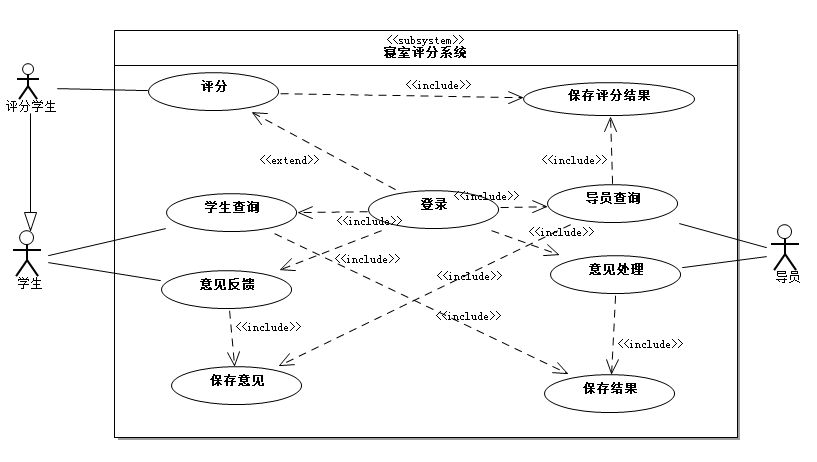 <<subsystem>>
寝室评分系统
评分
<<include>>
保存评分结果
评分学生
<<extend>>
<<include>>
学生查询
登录
<<include>>
导员查询
<<include>>
<<include>>
学生
意见反馈
<<include>>
<<include>>
意见处理
导员
<<include>>
<<include>>
<<include>>
保存意见
保存结果